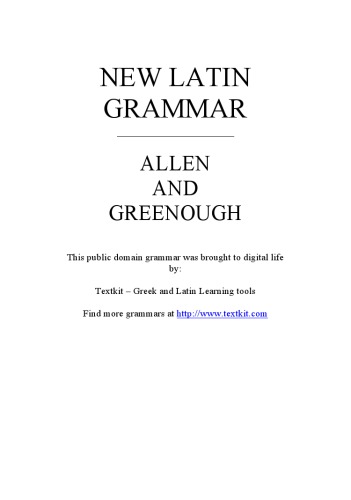 NEW LATIN
GRAMMAR
ALLEN
AND
GREENOUGH
This public domain grammar was brought to digital life
by:
Textkit – Greek and Latin Learning tools
Find more grammars at http://www.textkit.com